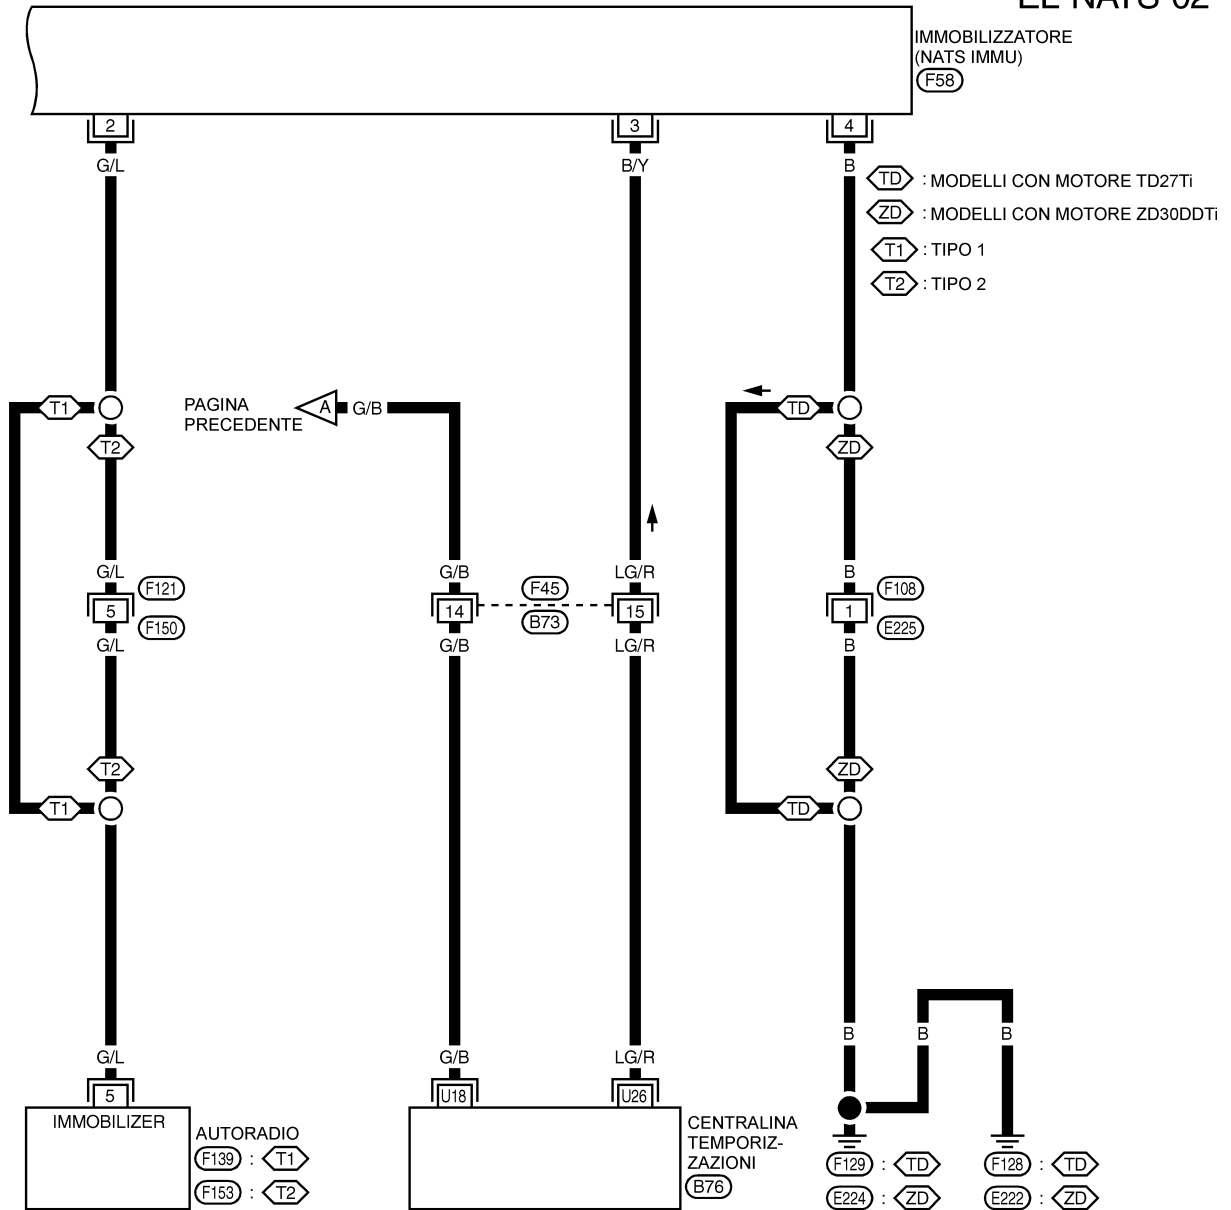 EL NATS 02
IMMOBILIZZATORE
(NATS IMMU)
F58
2
3
4
G/L
B/Y
B
TD : MODELLI CON MOTORE TD27Ti
ZD : MODELLI CON MOTORE ZD30DDTi
T1 : TIPO 1
T2 : TIPO 2
T1
PAGINA
PRECEDENTE
A
G/B
TD
T2
ZD
G/L
G/B
LG/R
B
F121
F45
F108
5
14
15
1
F150
B73
E225
G/L
G/B
LG/R
B
T2
ZD
T1
TD
B
B
B
G/L
G/B
LG/R
5
U18
U26
IMMOBILIZER
AUTORADIO
F139 : T1
F153 : T2
CENTRALINA
TEMPORIZ-
ZAZIONI
B76
F129 : TD
E224 : ZD
F128 : TD
E222 : ZD